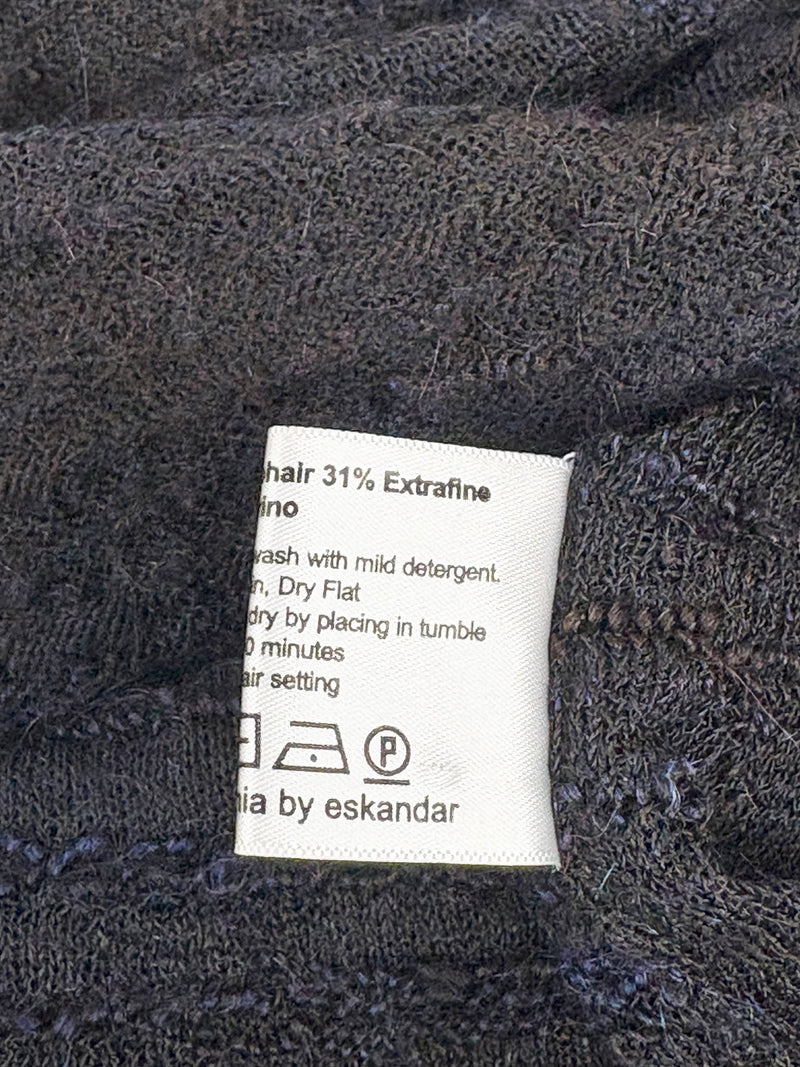 hair 31% Extrafine
ino
wash with mild detergent.
n, Dry Flat
dry by placing in tumble
0 minutes
air setting
P
ia by eskandar